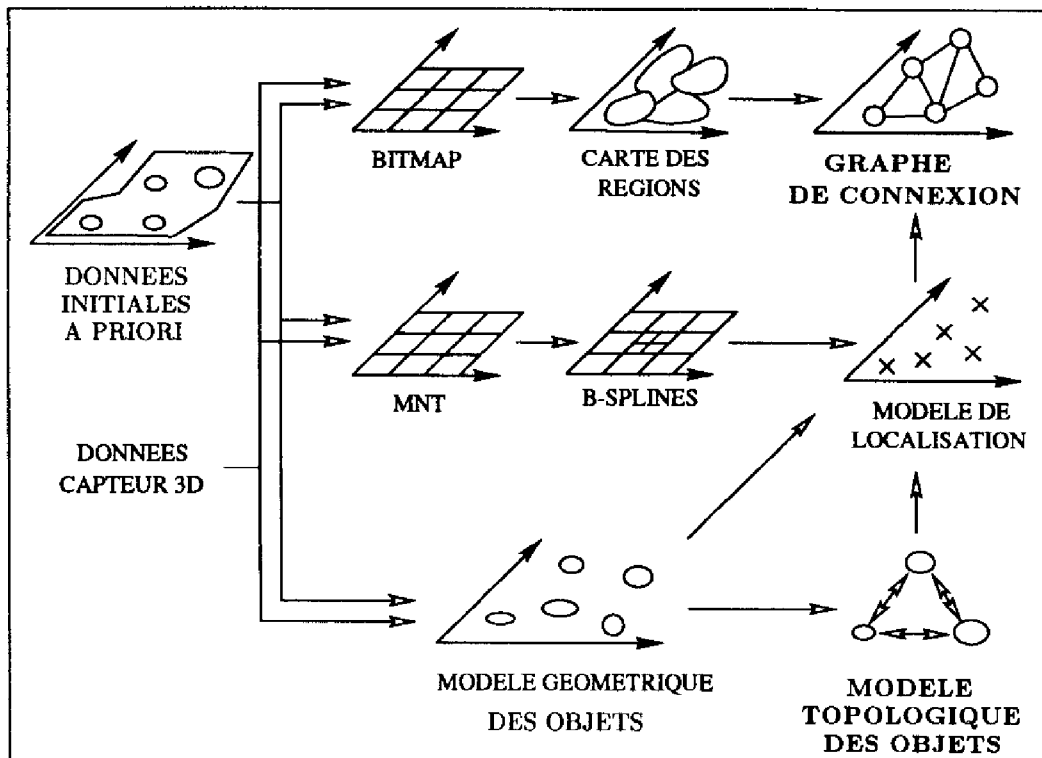 BITMAP
CARTE DES
REGIONS
GRAPHE
DE CONNEXION
DONNEES
INITIALES
A PRIORI
MNT
B-SPLINES
MODELE DE
LOCALISATION
DONNEES
CAPTEUR 3D
MODELE GEOMETRIQUE
DES OBJETS
MODELE
TOPOLOGIQUE
DES OBJETS